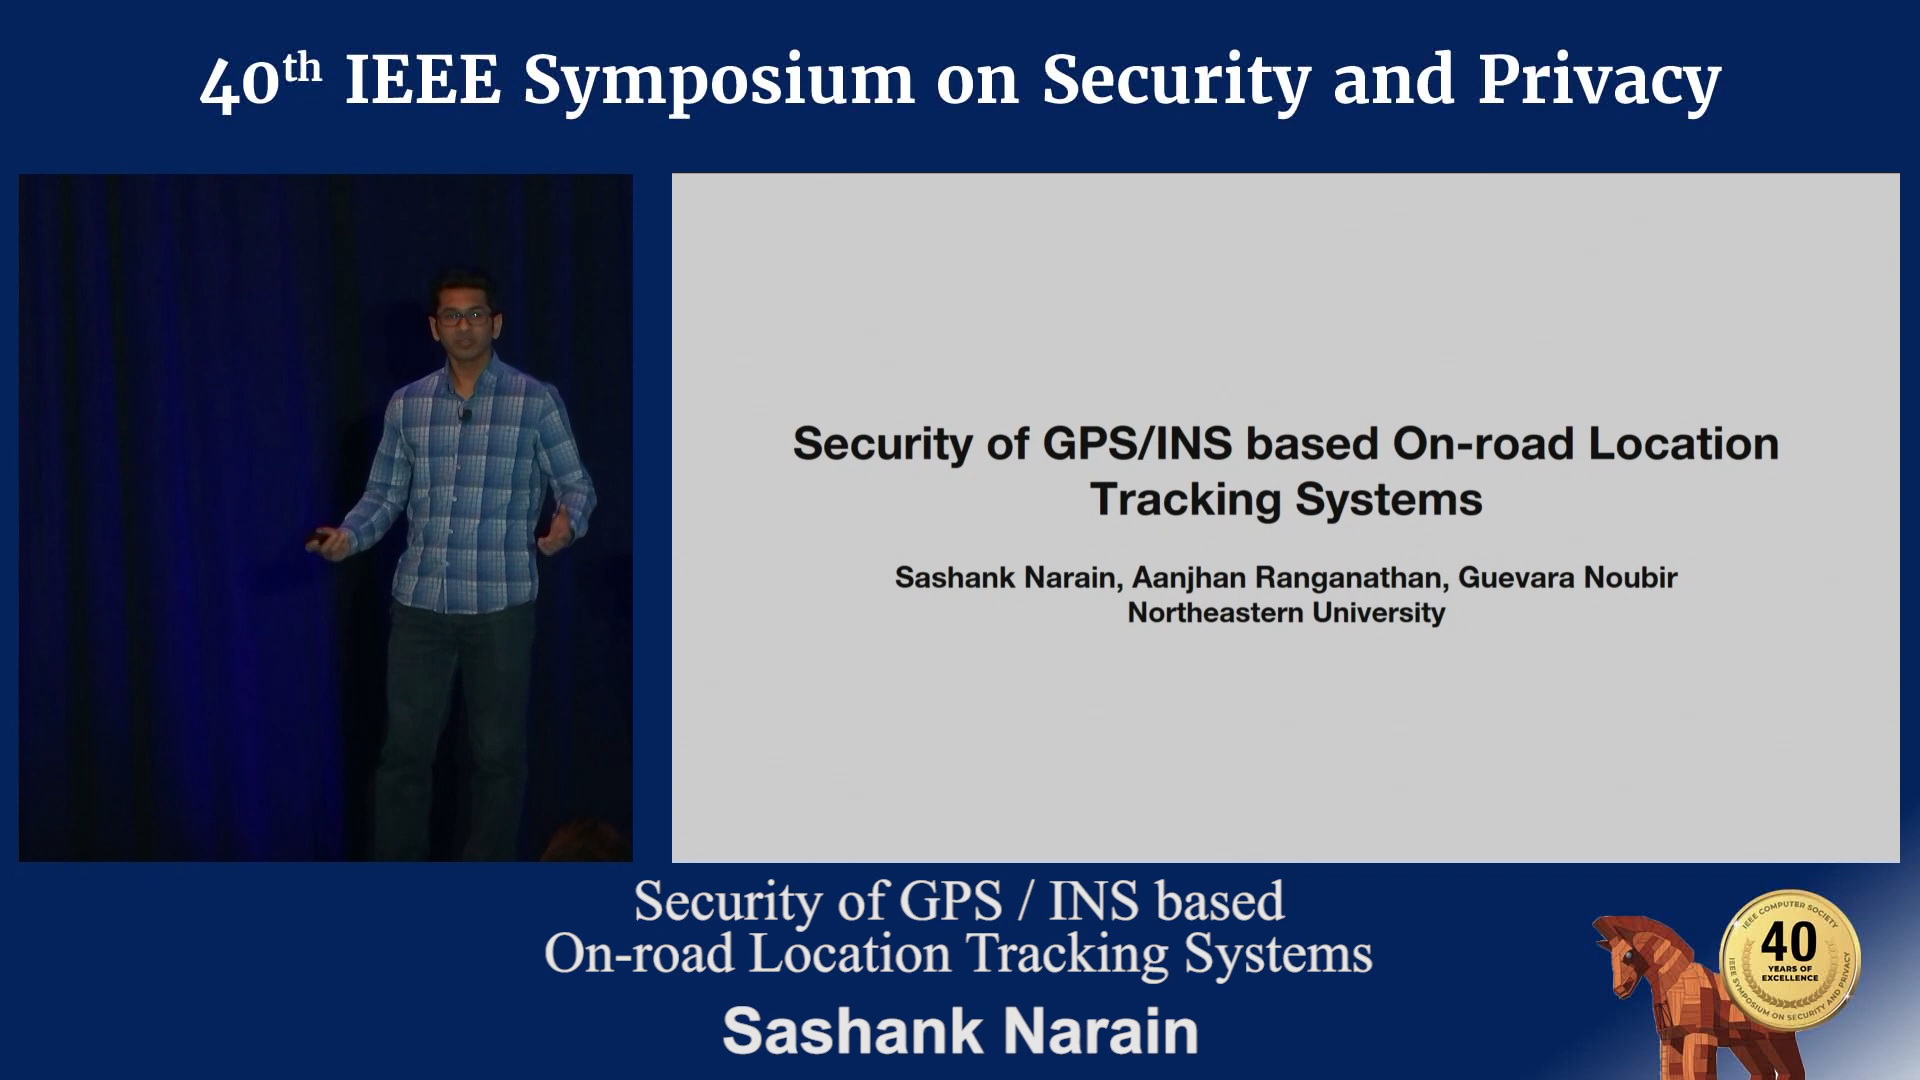 40th IEEE Symposium on Security and Privacy
Security of GPS/INS based On-road Location
Tracking Systems
Sashank Narain, Aanjhan Ranganathan, Guevara Noubir
Northeastern University
Security of GPS / INS based
On-road Location Tracking Systems
Sashank Narain
IEEE COMPUTER SOCIETY
40
YEARS OF
EXCELLENCE
IEEE SYMPOSIUM ON SECURITY AND PRIVACY